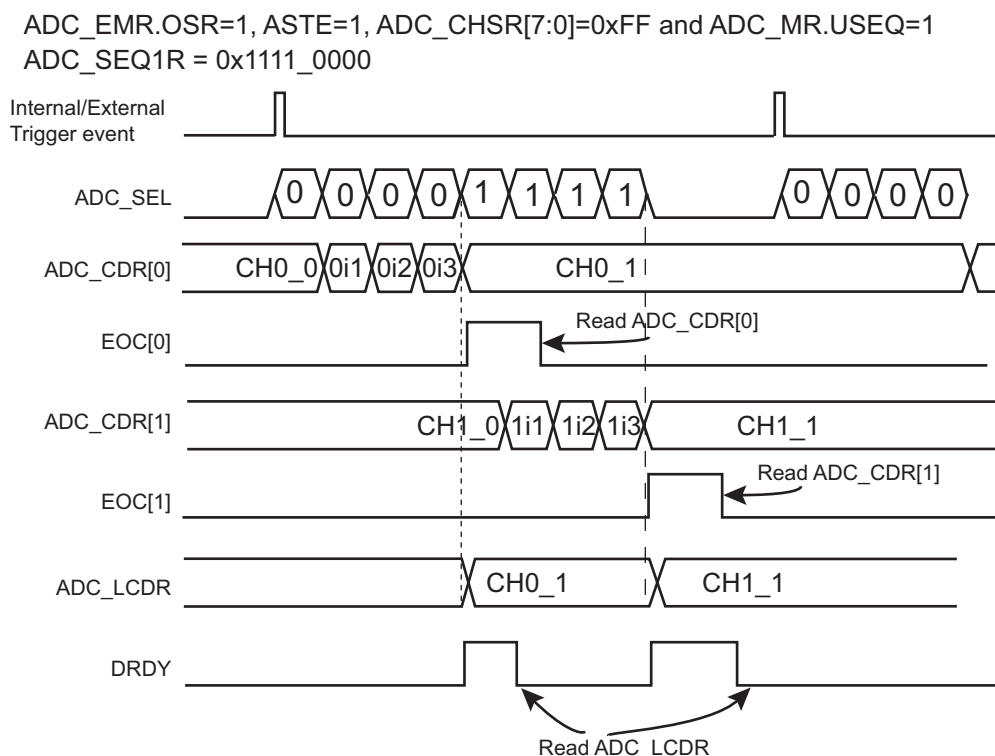 ADC_EMR.OSR=1, ASTE=1, ADC_CHSR[7:0]=0xFF and ADC_MR.USEQ=1
ADC_SEQ1R = 0x1111_0000
Internal/External
Trigger event
ADC_SEL 0 0 0 0 1 1 1 1 0 0 0 0
ADC_CDR[0] CH0_0 0i1 0i2 0i3 CH0_1
EOC[0] Read ADC_CDR[0]
ADC_CDR[1] CH1_0 1i1 1i2 1i3 CH1_1
EOC[1] Read ADC_CDR[1]
ADC_LCDR CH0_1 CH1_1
DRDY
Read ADC_LCDR